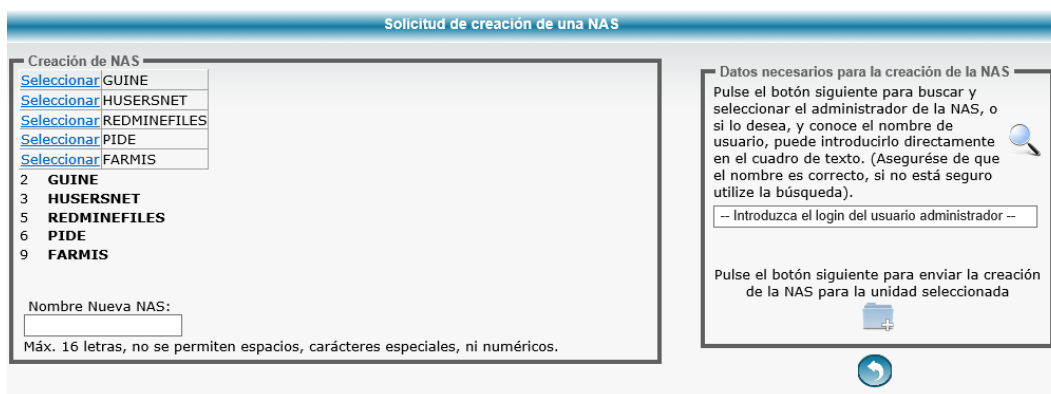 Solicitud de creación de una NAS
Creación de NAS
Seleccionar GUINE
Seleccionar HUSERSNET
Seleccionar REDMINEFILES
Seleccionar PIDE
Seleccionar FARMIS
2 GUINE
3 HUSERSNET
5 REDMINEFILES
6 PIDE
9 FARMIS
Nombre Nueva NAS:
Máx. 16 letras, no se permiten espacios, carácteres especiales, ni numéricos.
Datos necesarios para la creación de la NAS
Pulse el botón siguiente para buscar y
seleccionar el administrador de la NAS, o
si lo desea, y conoce el nombre de
usuario, puede introducirlo directamente
en el cuadro de texto. (Asegurése de que
el nombre es correcto, si no está seguro
utilize la búsqueda).
-- Introduzca el login del usuario administrador --
Pulse el botón siguiente para enviar la creación
de la NAS para la unidad seleccionada